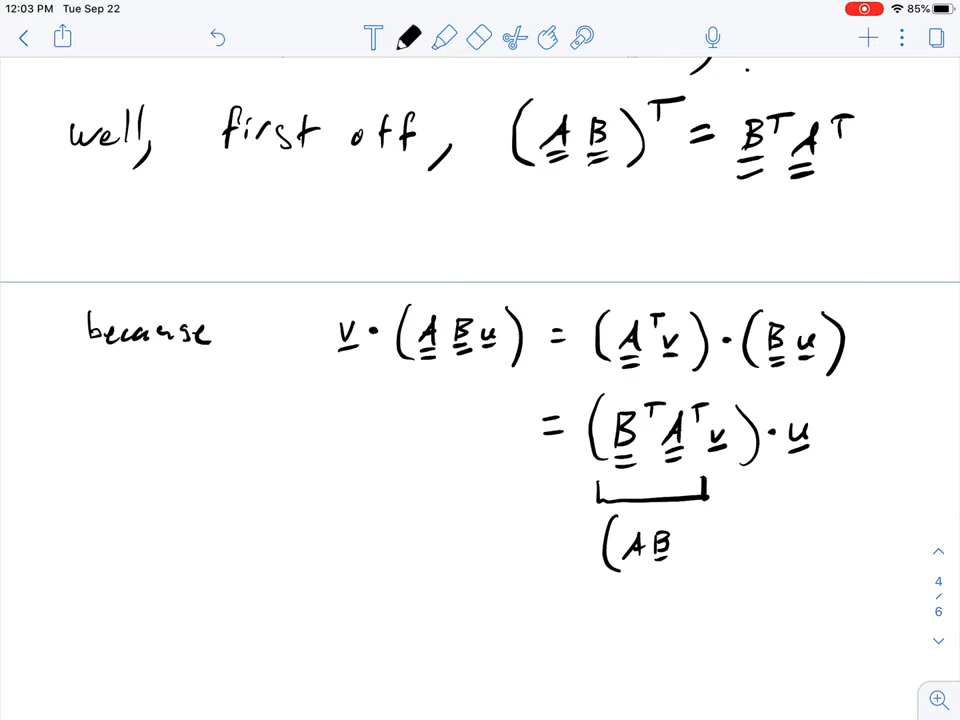 12:03 PM Tue Sep 22 85%
T
well, first off, (A B)ᵀ = Bᵀ Aᵀ
because v · (A B u) = (Aᵀ v) · (B u)
= (Bᵀ Aᵀ v) · u
(A B
4
/
6